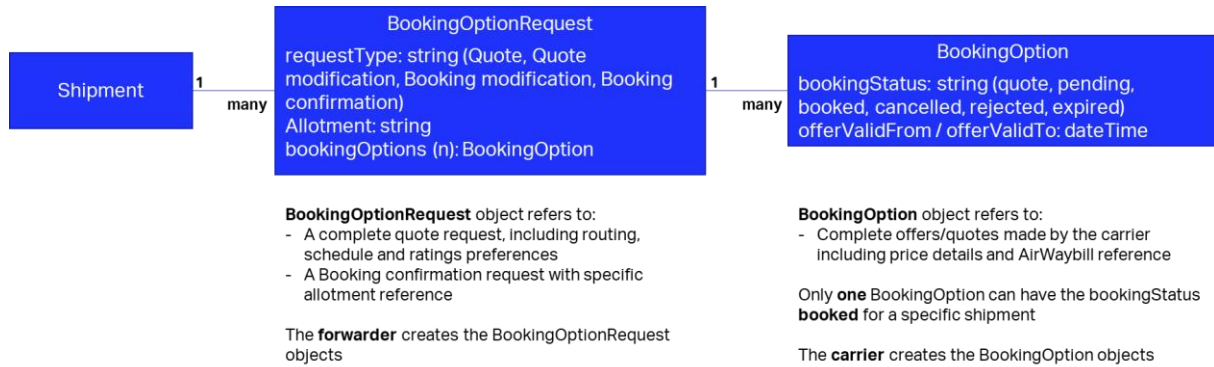 Shipment
1
many
BookingOptionRequest
requestType: string (Quote, Quote
modification, Booking modification, Booking
confirmation)
Allotment: string
bookingOptions (n): BookingOption
1
many
BookingOption
bookingStatus: string (quote, pending,
booked, cancelled, rejected, expired)
offerValidFrom / offerValidTo: dateTime
BookingOptionRequest object refers to:
- A complete quote request, including routing,
schedule and ratings preferences
- A Booking confirmation request with specific
allotment reference
The forwarder creates the BookingOptionRequest
objects
BookingOption object refers to:
- Complete offers/quotes made by the carrier
including price details and AirWaybill reference
Only one BookingOption can have the bookingStatus
booked for a specific shipment
The carrier creates the BookingOption objects